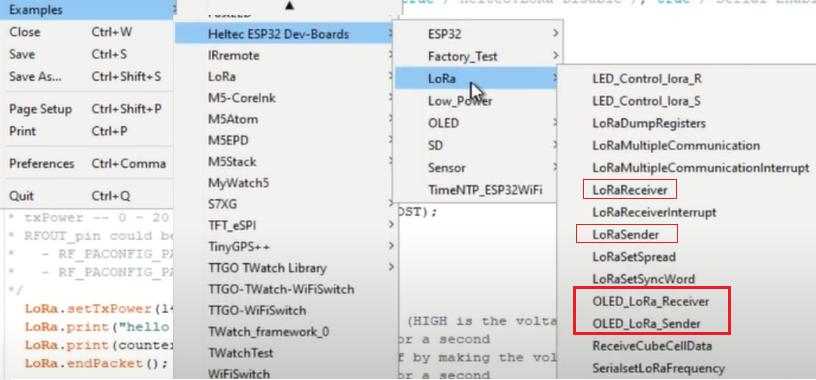 Examples
Close Ctrl+W
Save Ctrl+S
Save As... Ctrl+Shift+S
Page Setup Ctrl+Shift+P
Print Ctrl+P
Preferences Ctrl+Comma
Quit Ctrl+Q
* txPower -- 0 ~ 20
* RFOUT_pin could be
* - RF_PACONFIG_PA
* - RF_PACONFIG_PA
*/
LoRa.setTxPower(14
LoRa.print("hello
LoRa.print(counter
LoRa.endPacket();
Heltec ESP32 Dev-Boards
IRremote
LoRa
M5-CoreInk
M5Atom
M5EPD
M5Stack
MyWatch5
S7XG
TFT_eSPI
TinyGPS++
TTGO TWatch Library
TTGO-TWatch-WiFiSwitch
TTGO-WiFiSwitch
TWatch_framework_0
TWatchTest
WiFiSwitch
ESP32
Factory_Test
LoRa
Low_Power
OLED
SD
Sensor
TimeNTP_ESP32WiFi
OST);
(HIGH is the volta
or a second
f by making the vol
or a second
true*/ Heltec.LoRa Disable*/, true /*Serial Enabl
LED_Control_lora_R
LED_Control_lora_S
LoRaDumpRegisters
LoRaMultipleCommunication
LoRaMultipleCommunicationInterrupt
LoRaReceiver
LoRaReceiverInterrupt
LoRaSender
LoRaSetSpread
LoRaSetSyncWord
OLED_LoRa_Receiver
OLED_LoRa_Sender
ReceiveCubeCellData
SerialsetLoRaFrequency